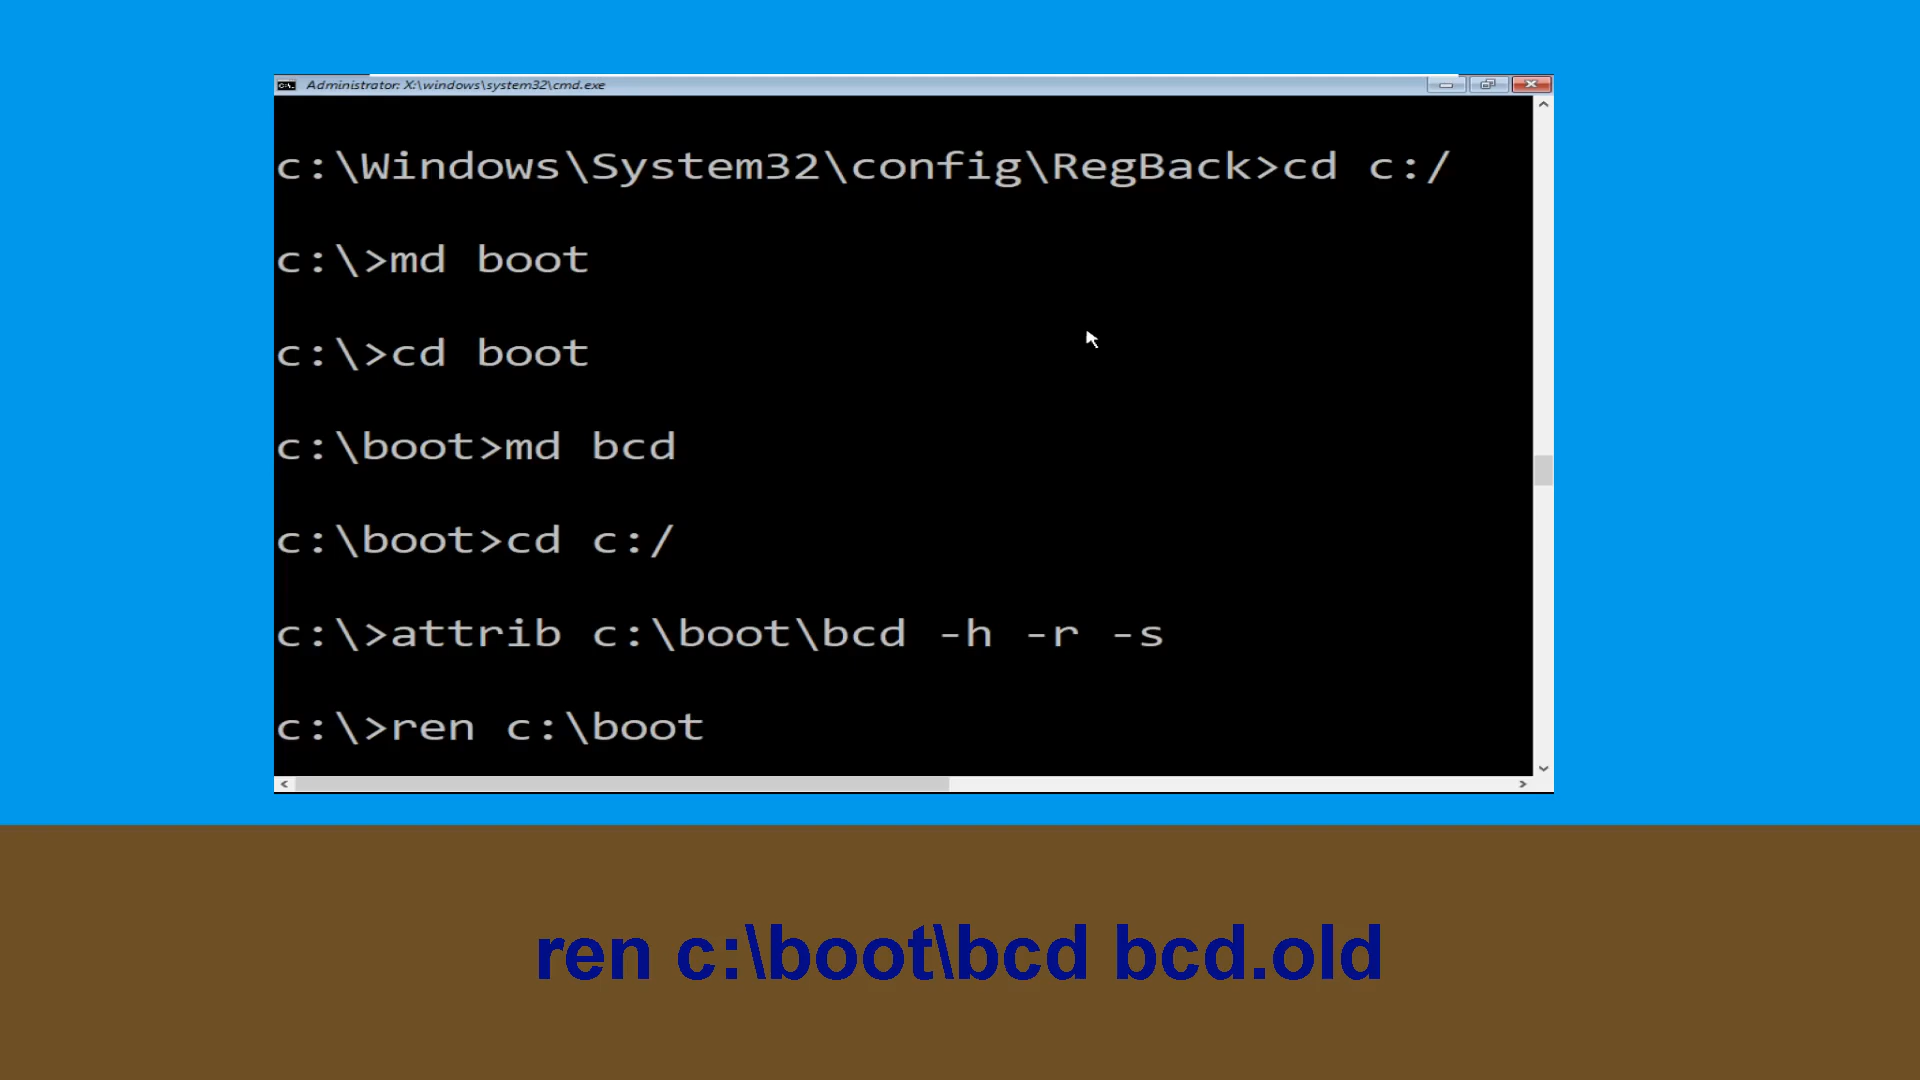 Administrator: X:\windows\system32\cmd.exe
c:\Windows\System32\config\RegBack>cd c:/
c:\>md boot
c:\>cd boot
c:\boot>md bcd
c:\boot>cd c:/
c:\>attrib c:\boot\bcd -h -r -s
c:\>ren c:\boot
ren c:\boot\bcd bcd.old